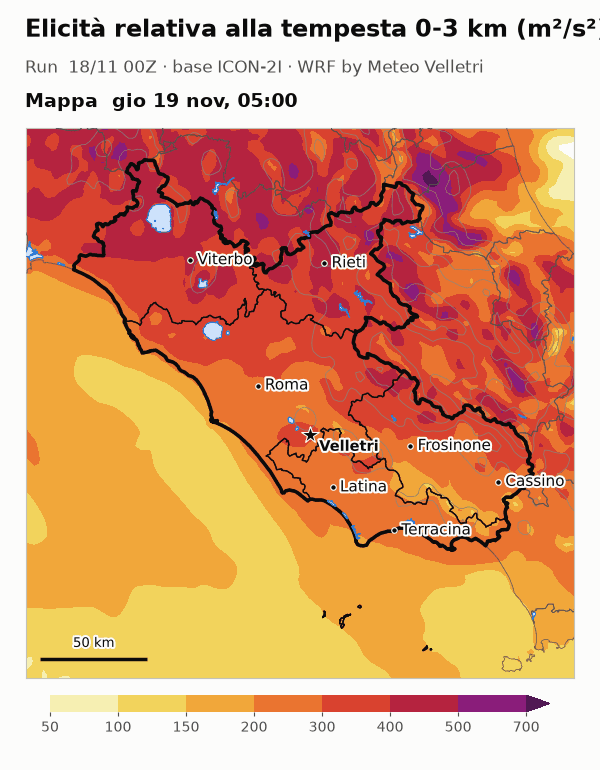 Elicità relativa alla tempesta 0-3 km (m²/s²)
Run 18/11 00Z · base ICON-2I · WRF by Meteo Velletri
Mappa gio 19 nov, 05:00
Viterbo
Rieti
Roma
Velletri
Frosinone
Latina
Cassino
Terracina
50 km
50 100 150 200 300 400 500 700